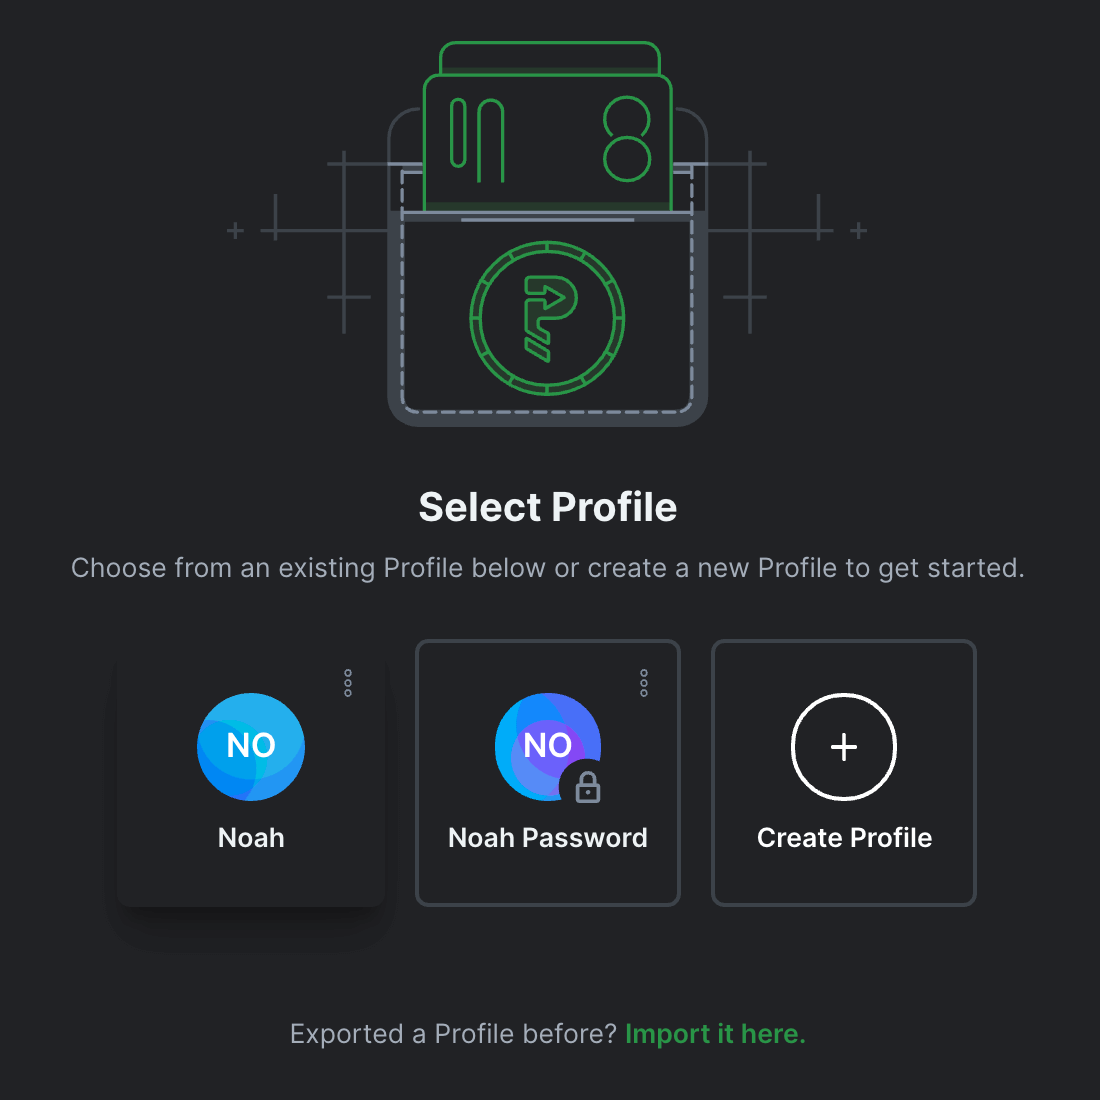 Select Profile
Choose from an existing Profile below or create a new Profile to get started.
NO
Noah
NO
Noah Password
Create Profile
Exported a Profile before? Import it here.